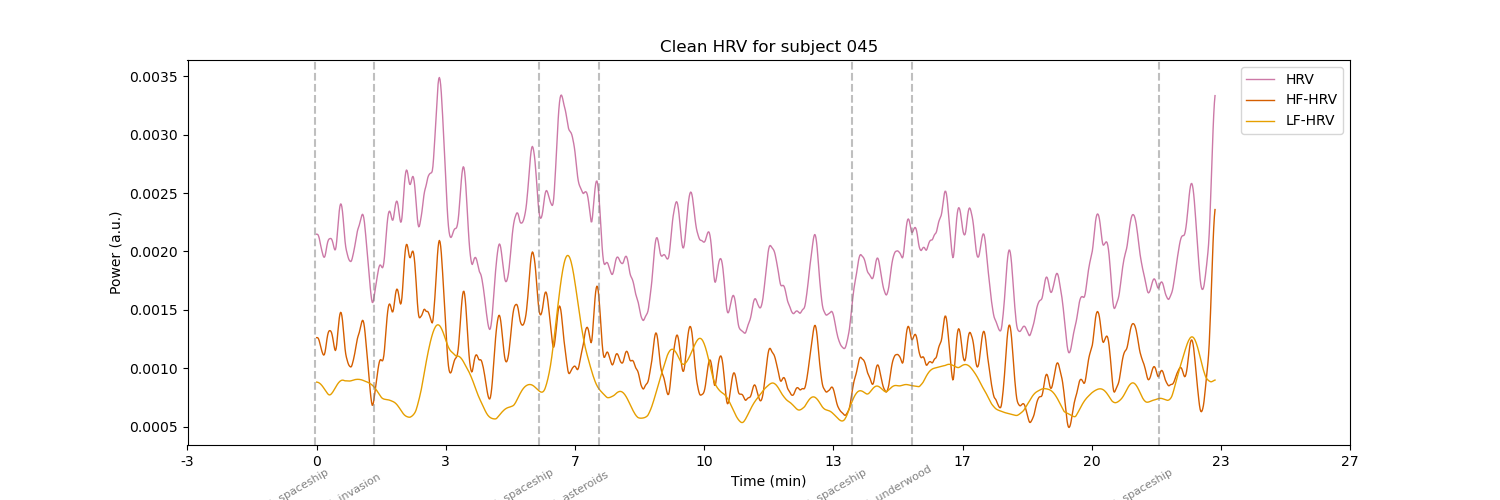 Clean HRV for subject 045
HRV
HF-HRV
LF-HRV
Power (a.u.)
0.0035
0.0030
0.0025
0.0020
0.0015
0.0010
0.0005
-3 0 3 7 10 13 17 20 23 27
Time (min)
spaceship
invasion
spaceship
asteroids
spaceship
underwood
spaceship